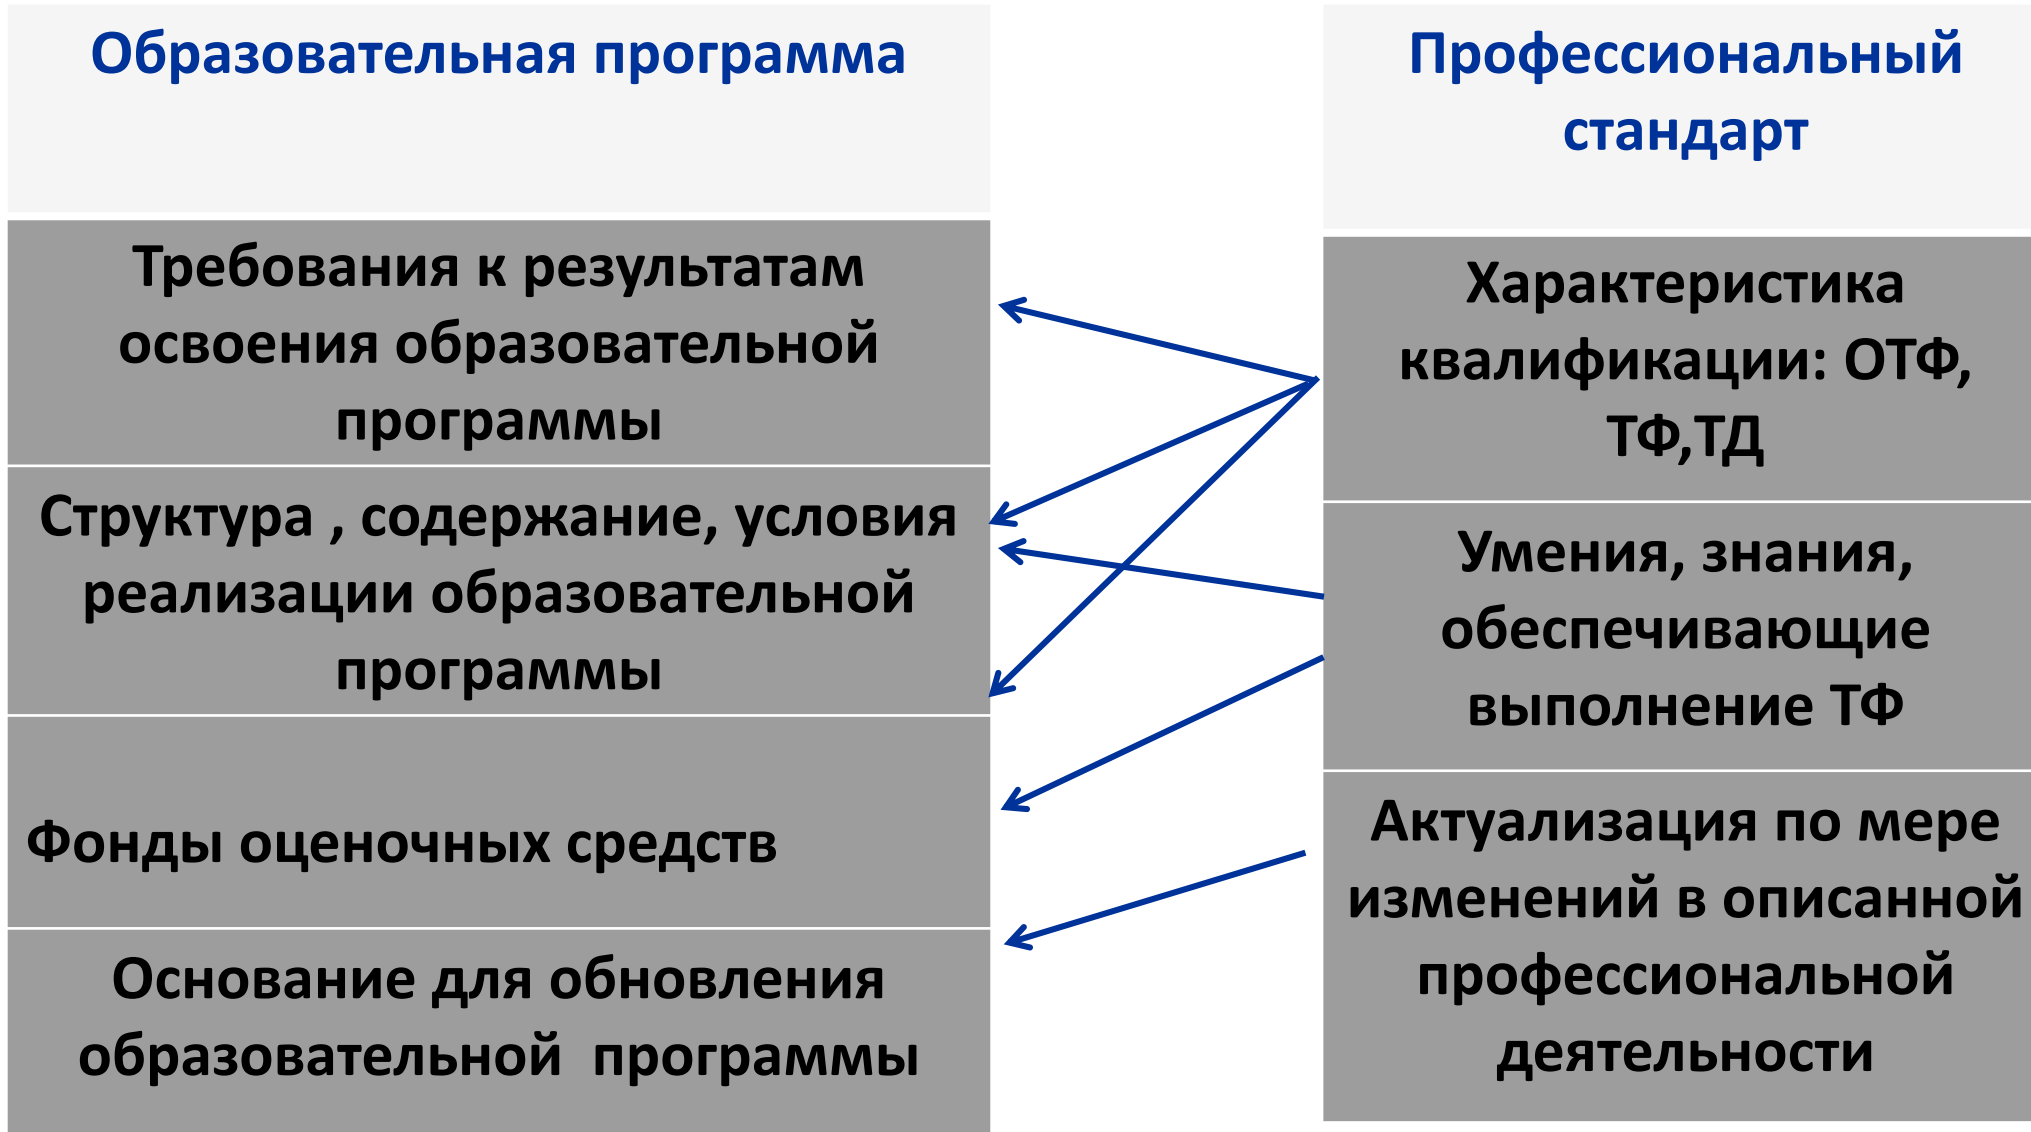 Образовательная программа
Требования к результатам
освоения образовательной
программы
Структура , содержание, условия
реализации образовательной
программы
Фонды оценочных средств
Основание для обновления
образовательной  программы
Профессиональный
стандарт
Характеристика
квалификации: ОТФ,
ТФ,ТД
Умения, знания,
обеспечивающие
выполнение ТФ
Актуализация по мере
изменений в описанной
профессиональной
деятельности